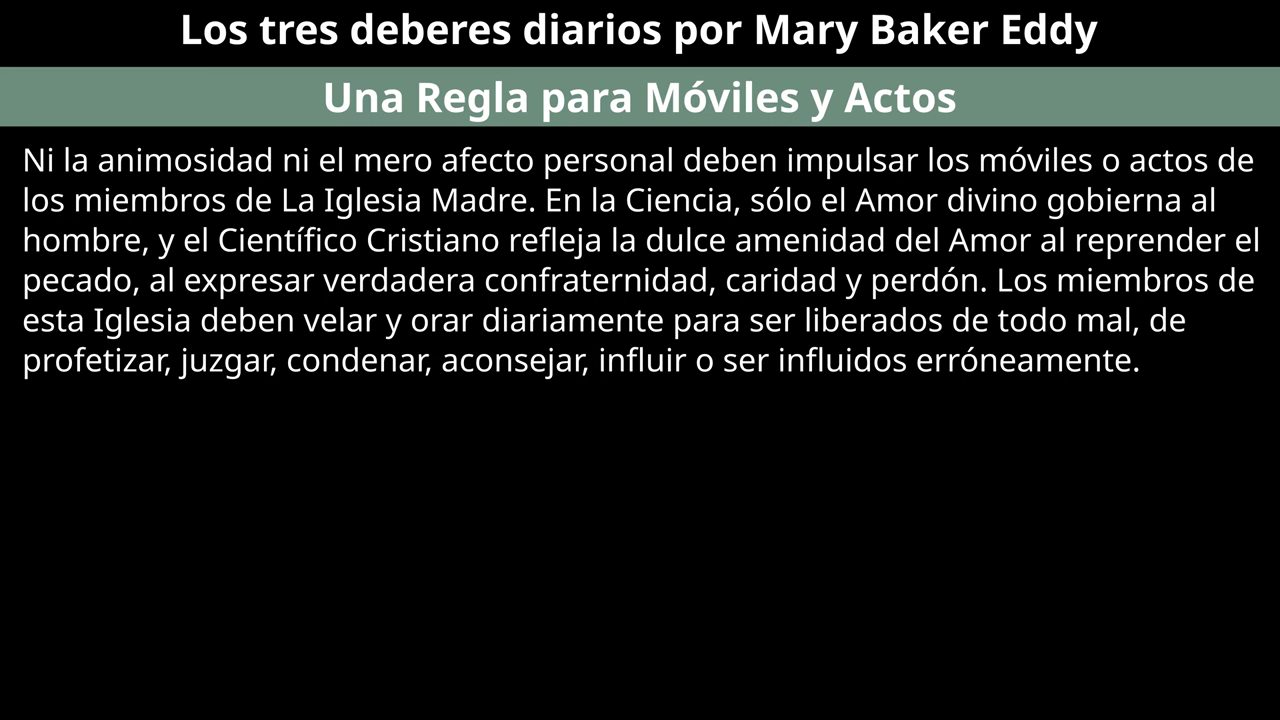 Los tres deberes diarios por Mary Baker Eddy
Una Regla para Móviles y Actos
Ni la animosidad ni el mero afecto personal deben impulsar los móviles o actos de
los miembros de La Iglesia Madre. En la Ciencia, sólo el Amor divino gobierna al
hombre, y el Científico Cristiano refleja la dulce amenidad del Amor al reprender el
pecado, al expresar verdadera confraternidad, caridad y perdón. Los miembros de
esta Iglesia deben velar y orar diariamente para ser liberados de todo mal, de
profetizar, juzgar, condenar, aconsejar, influir o ser influidos erróneamente.